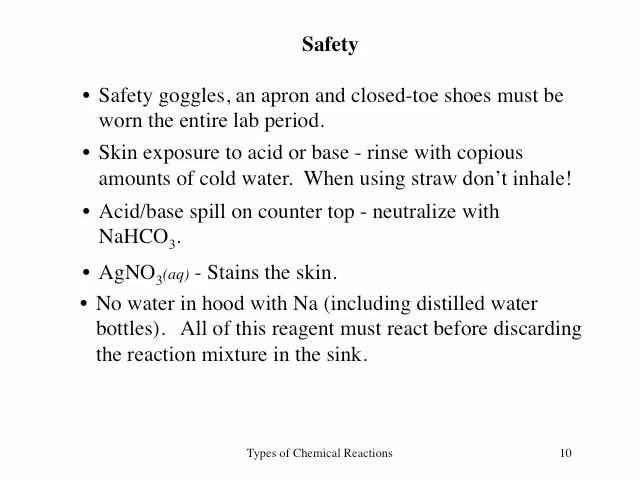 Safety
• Safety goggles, an apron and closed-toe shoes must be
worn the entire lab period.
• Skin exposure to acid or base - rinse with copious
amounts of cold water.  When using straw don’t inhale!
• Acid/base spill on counter top - neutralize with
NaHCO₃.
• AgNO₃(aq) - Stains the skin.
• No water in hood with Na (including distilled water
bottles).   All of this reagent must react before discarding
the reaction mixture in the sink.
Types of Chemical Reactions
10